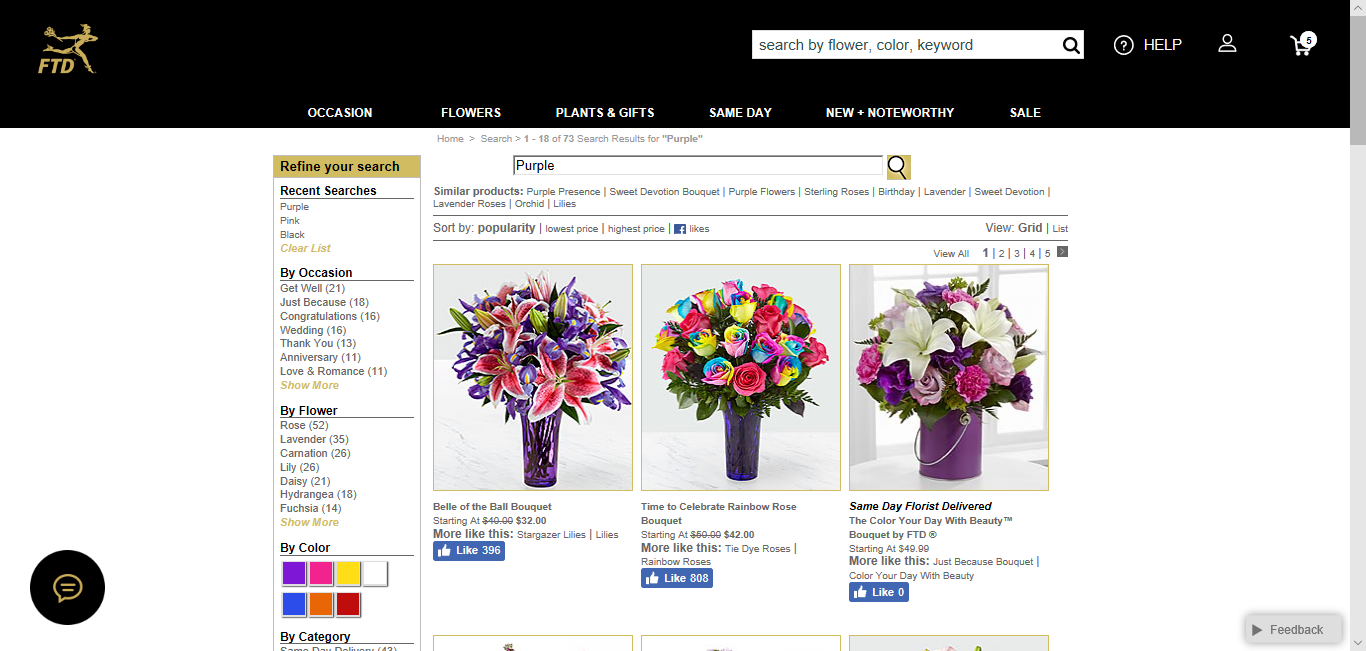 FTD
search by flower, color, keyword
HELP
5
OCCASION FLOWERS PLANTS & GIFTS SAME DAY NEW + NOTEWORTHY SALE
Home > Search > 1 - 18 of 73 Search Results for "Purple"
Refine your search
Recent Searches
Purple
Pink
Black
Clear List
By Occasion
Get Well (21)
Just Because (18)
Congratulations (16)
Wedding (16)
Thank You (13)
Anniversary (11)
Love & Romance (11)
Show More
By Flower
Rose (52)
Lavender (35)
Carnation (26)
Lily (26)
Daisy (21)
Hydrangea (18)
Fuchsia (14)
Show More
By Color
By Category
Same Day Delivery (43)
Purple
Similar products: Purple Presence | Sweet Devotion Bouquet | Purple Flowers | Sterling Roses | Birthday | Lavender | Sweet Devotion |
Lavender Roses | Orchid | Lilies
Sort by: popularity | lowest price | highest price | f likes
View: Grid | List
View All 1 | 2 | 3 | 4 | 5 >
Belle of the Ball Bouquet
Starting At $40.00 $32.00
More like this: Stargazer Lilies | Lilies
Like 396
Time to Celebrate Rainbow Rose
Bouquet
Starting At $50.00 $42.00
More like this: Tie Dye Roses |
Rainbow Roses
Like 808
Same Day Florist Delivered
The Color Your Day With Beauty™
Bouquet by FTD ®
Starting At $49.99
More like this: Just Because Bouquet |
Color Your Day With Beauty
Like 0
Feedback